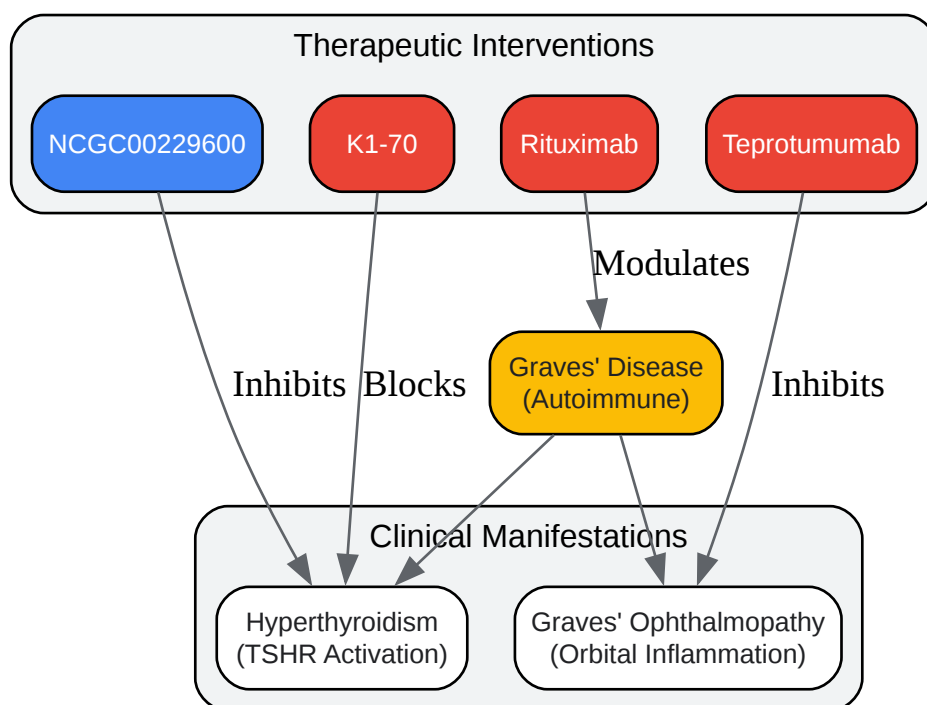 Therapeutic Interventions
NCGC00229600
K1-70
Rituximab
Teprotumumab
Modulates
Graves' Disease
(Autoimmune)
Inhibits
Blocks
Inhibits
Clinical Manifestations
Hyperthyroidism
(TSHR Activation)
Graves' Ophthalmopathy
(Orbital Inflammation)